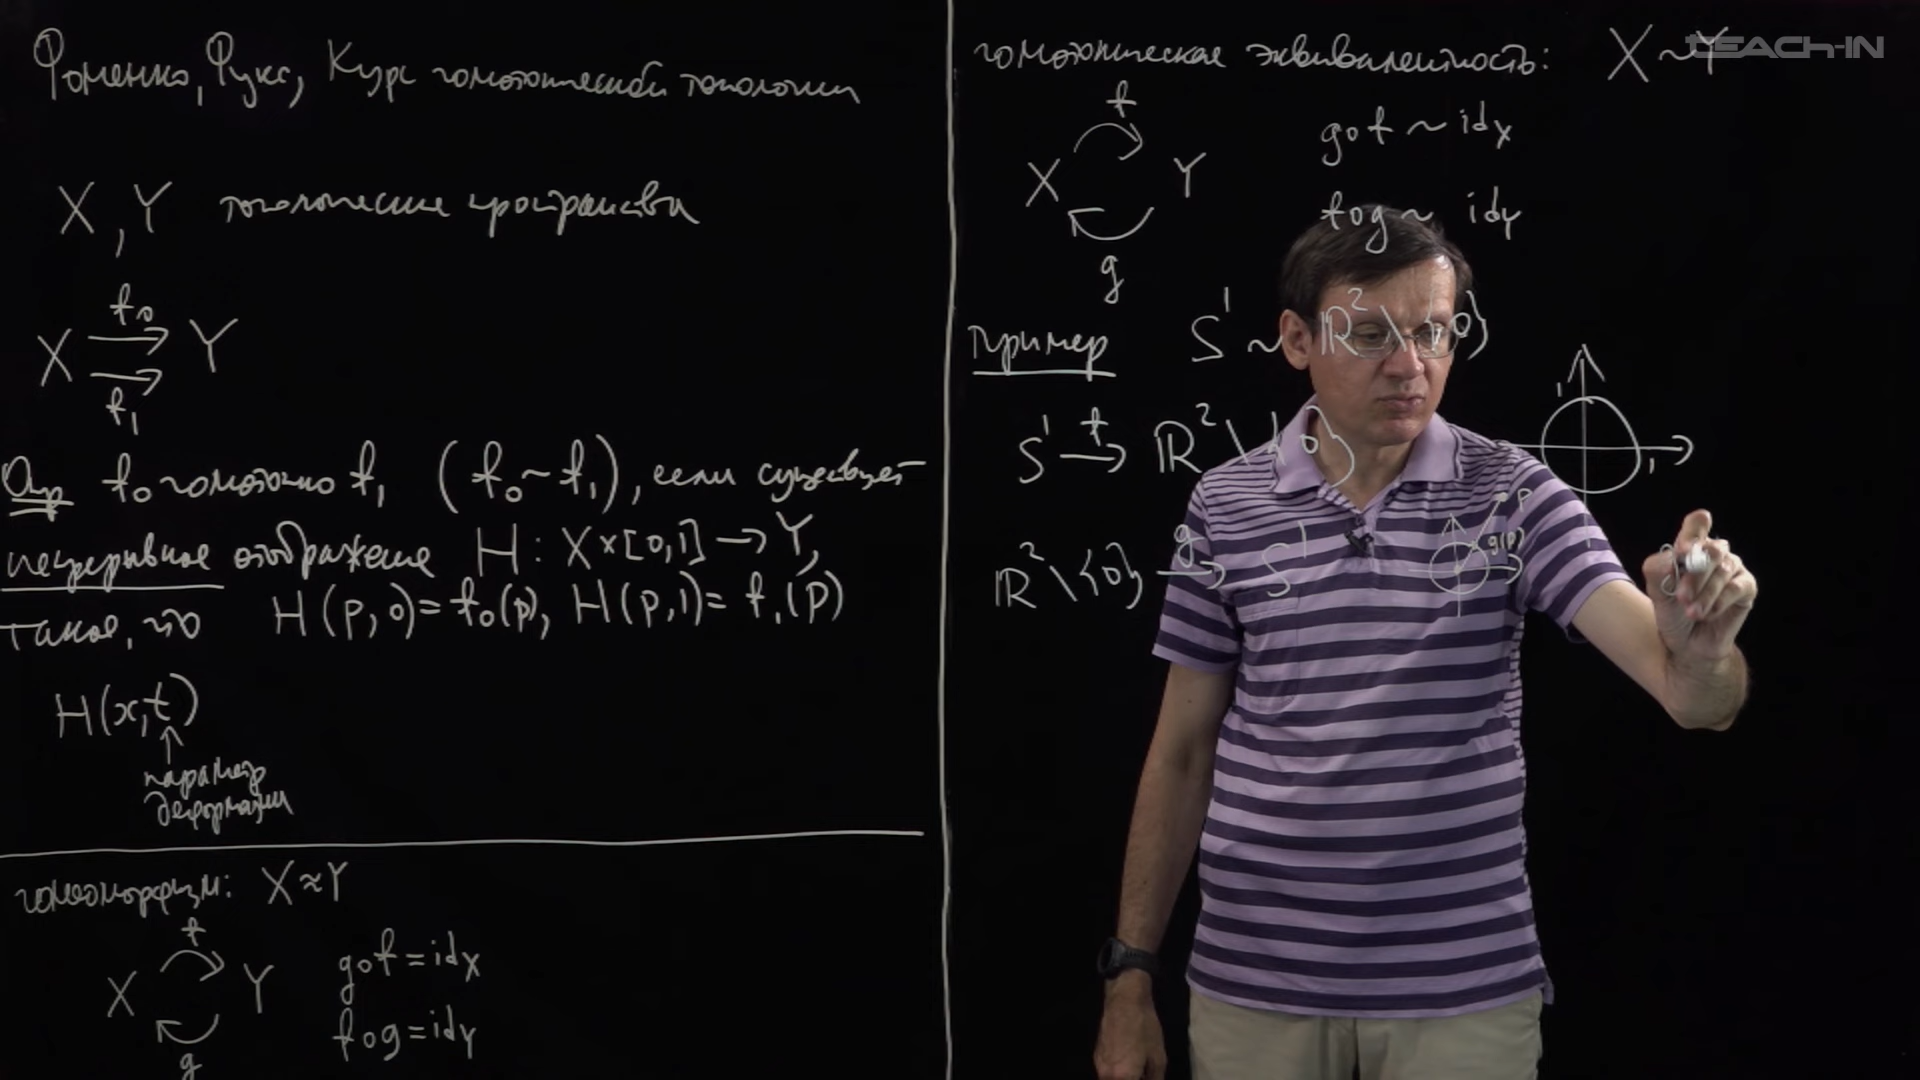 Фоменко, Фукс, Курс гомотопической топологии
X, Y топологические пространства
X f₀ f₁ Y
Опр f₀ гомотопно f₁ (f₀ ~ f₁), если существует
непрерывное отображение H : X × [0,1] → Y,
такое, что H(p, 0) = f₀(p), H(p, 1) = f₁(p)
H(x, t)
↑
параметр
деформации
гомеоморфизм: X ≈ Y
f
X Y
g
g∘f = id_X
f∘g = id_Y
гомотопическая эквивалентность: X ~ Y
TEACH-IN
f
X Y
g
g∘f ~ id_X
f∘g ~ id_Y
Пример S¹ ~ ℝ² \ {0}
S¹ f→ ℝ² \ {0}
1 1
ℝ² \ {0} g→ S¹
p
g(p)